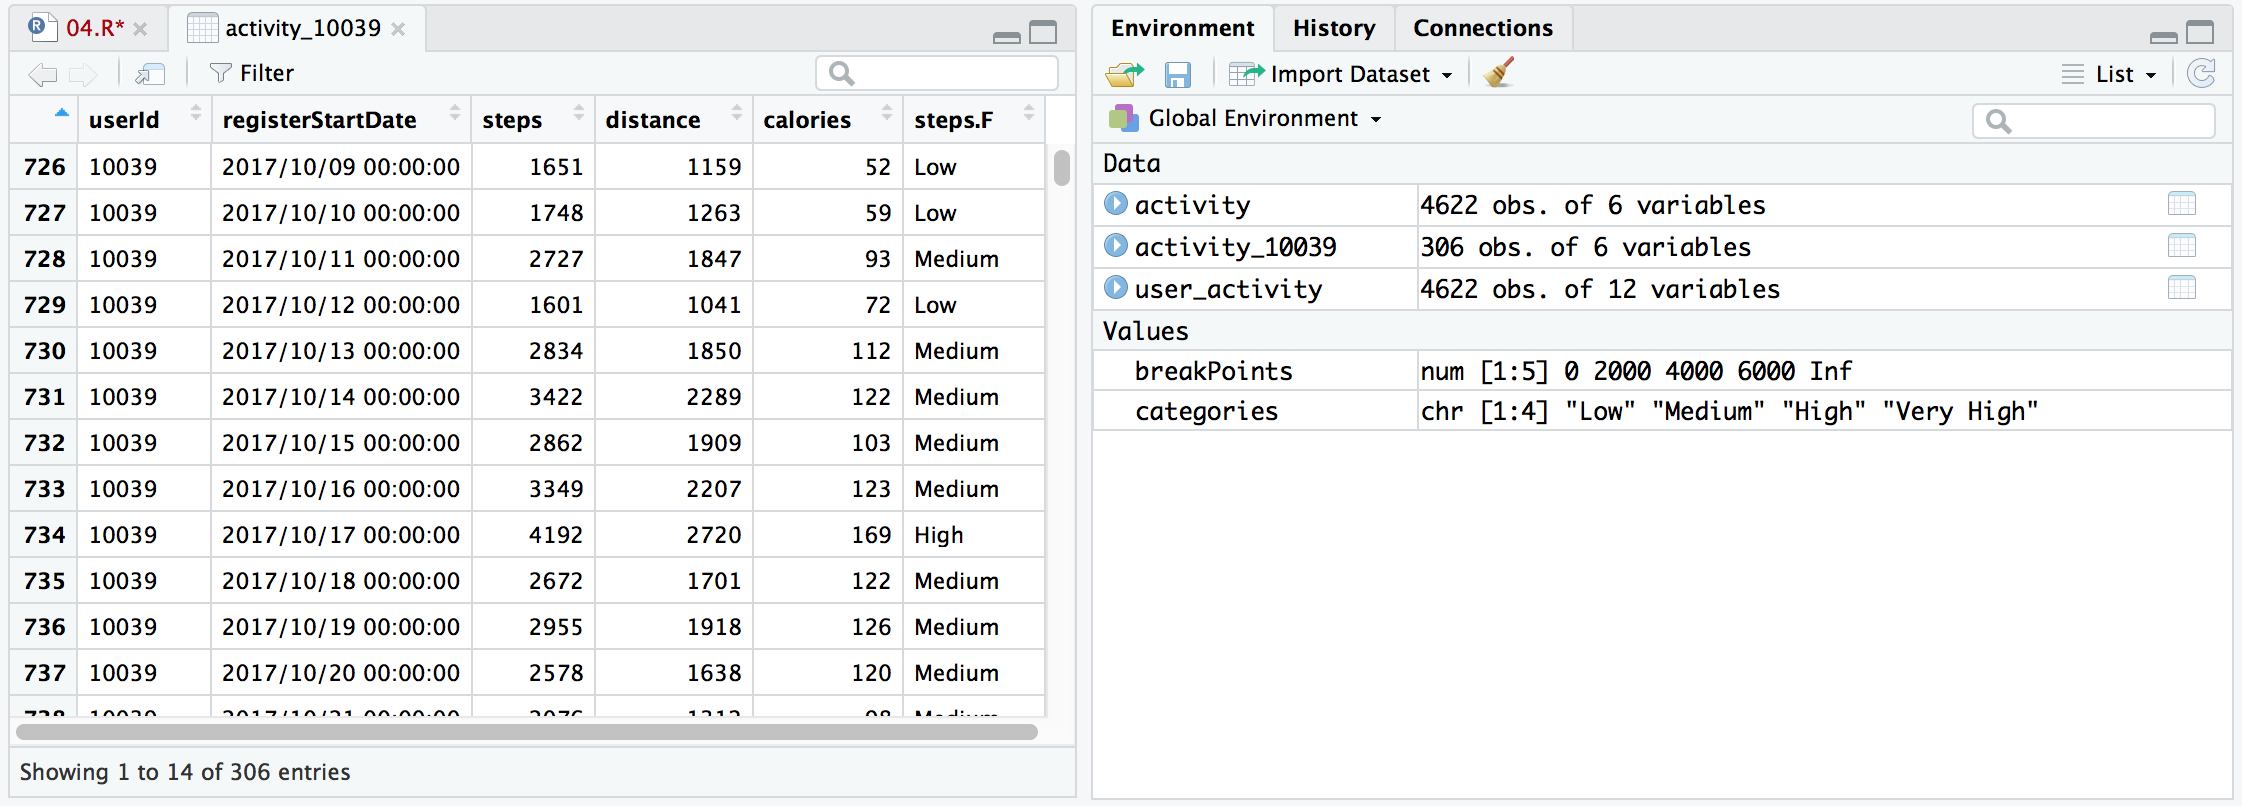 04.R* activity_10039
Filter
userId registerStartDate steps distance calories steps.F
726 10039 2017/10/09 00:00:00 1651 1159 52 Low
727 10039 2017/10/10 00:00:00 1748 1263 59 Low
728 10039 2017/10/11 00:00:00 2727 1847 93 Medium
729 10039 2017/10/12 00:00:00 1601 1041 72 Low
730 10039 2017/10/13 00:00:00 2834 1850 112 Medium
731 10039 2017/10/14 00:00:00 3422 2289 122 Medium
732 10039 2017/10/15 00:00:00 2862 1909 103 Medium
733 10039 2017/10/16 00:00:00 3349 2207 123 Medium
734 10039 2017/10/17 00:00:00 4192 2720 169 High
735 10039 2017/10/18 00:00:00 2672 1701 122 Medium
736 10039 2017/10/19 00:00:00 2955 1918 126 Medium
737 10039 2017/10/20 00:00:00 2578 1638 120 Medium
738 10039 2017/10/21 00:00:00 Medium
Showing 1 to 14 of 306 entries
Environment History Connections
Import Dataset List
Global Environment
Data
activity 4622 obs. of 6 variables
activity_10039 306 obs. of 6 variables
user_activity 4622 obs. of 12 variables
Values
breakPoints num [1:5] 0 2000 4000 6000 Inf
categories chr [1:4] "Low" "Medium" "High" "Very High"